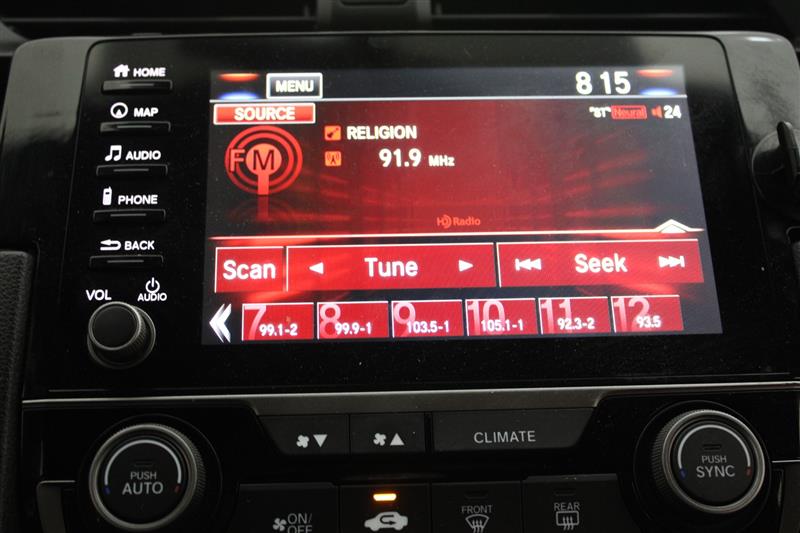 HOME
MAP
AUDIO
PHONE
BACK
VOL AUDIO
MENU 8 15
SOURCE "ST" Neural 24
FM RELIGION
91.9 MHz
HD Radio
Scan Tune Seek
7 8 9 10 11 12
99.1-2 99.9-1 103.5-1 105.1-1 92.3-2 93.5
CLIMATE
PUSH AUTO
PUSH SYNC
ON/OFF
FRONT
REAR